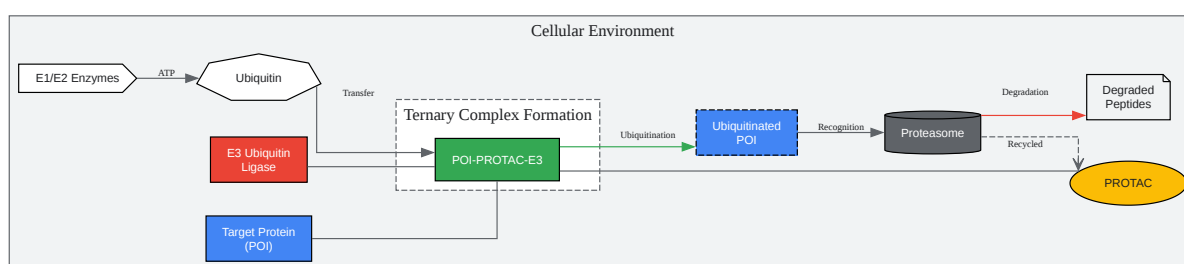 Cellular Environment
E1/E2 Enzymes
ATP
Ubiquitin
Transfer
Ternary Complex Formation
E3 Ubiquitin
Ligase
POI-PROTAC-E3
Ubiquitination
Ubiquitinated
POI
Recognition
Proteasome
Degradation
Degraded
Peptides
Recycled
PROTAC
Target Protein
(POI)